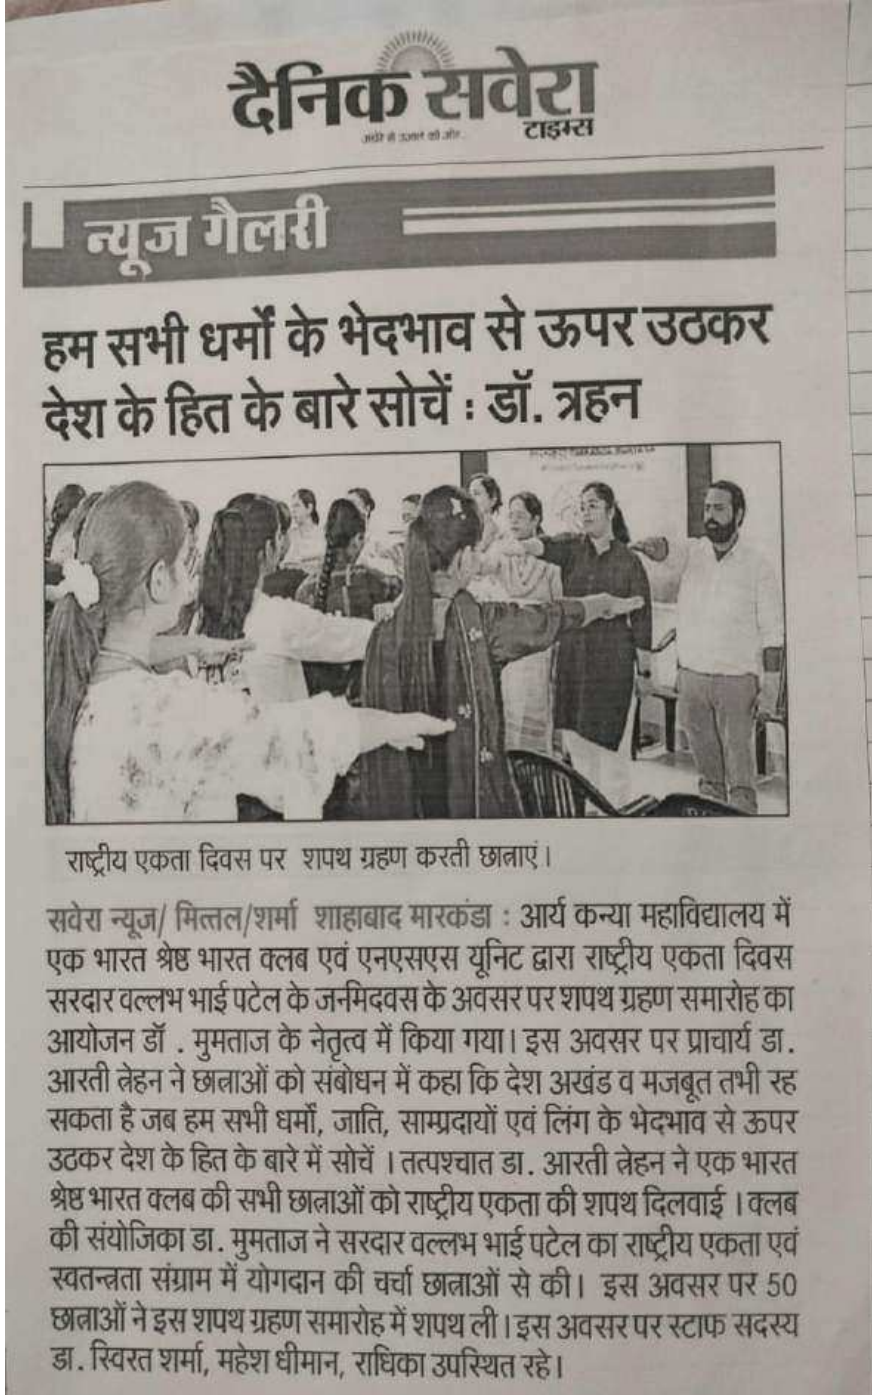 दैनिक सवेरा
टाइम्स
अंधेरे से उजाले की ओर..
न्यूज गैलरी
हम सभी धर्मों के भेदभाव से ऊपर उठकर
देश के हित के बारे सोचें : डॉ. त्रहन
राष्ट्रीय एकता दिवस पर शपथ ग्रहण करती छात्राएं।
सवेरा न्यूज/ मित्तल/शर्मा शाहाबाद मारकंडा : आर्य कन्या महाविद्यालय में
एक भारत श्रेष्ठ भारत क्लब एवं एनएसएस यूनिट द्वारा राष्ट्रीय एकता दिवस
सरदार वल्लभ भाई पटेल के जनमिदवस के अवसर पर शपथ ग्रहण समारोह का
आयोजन डॉ . मुमताज के नेतृत्व में किया गया। इस अवसर पर प्राचार्य डा.
आरती त्रेहन ने छात्राओं को संबोधन में कहा कि देश अखंड व मजबूत तभी रह
सकता है जब हम सभी धर्मो, जाति, साम्प्रदायों एवं लिंग के भेदभाव से ऊपर
उठकर देश के हित के बारे में सोचें । तत्पश्चात डा. आरती त्रेहन ने एक भारत
श्रेष्ठ भारत क्लब की सभी छात्राओं को राष्ट्रीय एकता की शपथ दिलवाई । क्लब
की संयोजिका डा. मुमताज ने सरदार वल्लभ भाई पटेल का राष्ट्रीय एकता एवं
स्वतन्त्रता संग्राम में योगदान की चर्चा छात्राओं से की। इस अवसर पर 50
छात्राओं ने इस शपथ ग्रहण समारोह में शपथ ली। इस अवसर पर स्टाफ सदस्य
डा. स्विरत शर्मा, महेश धीमान, राधिका उपस्थित रहे।